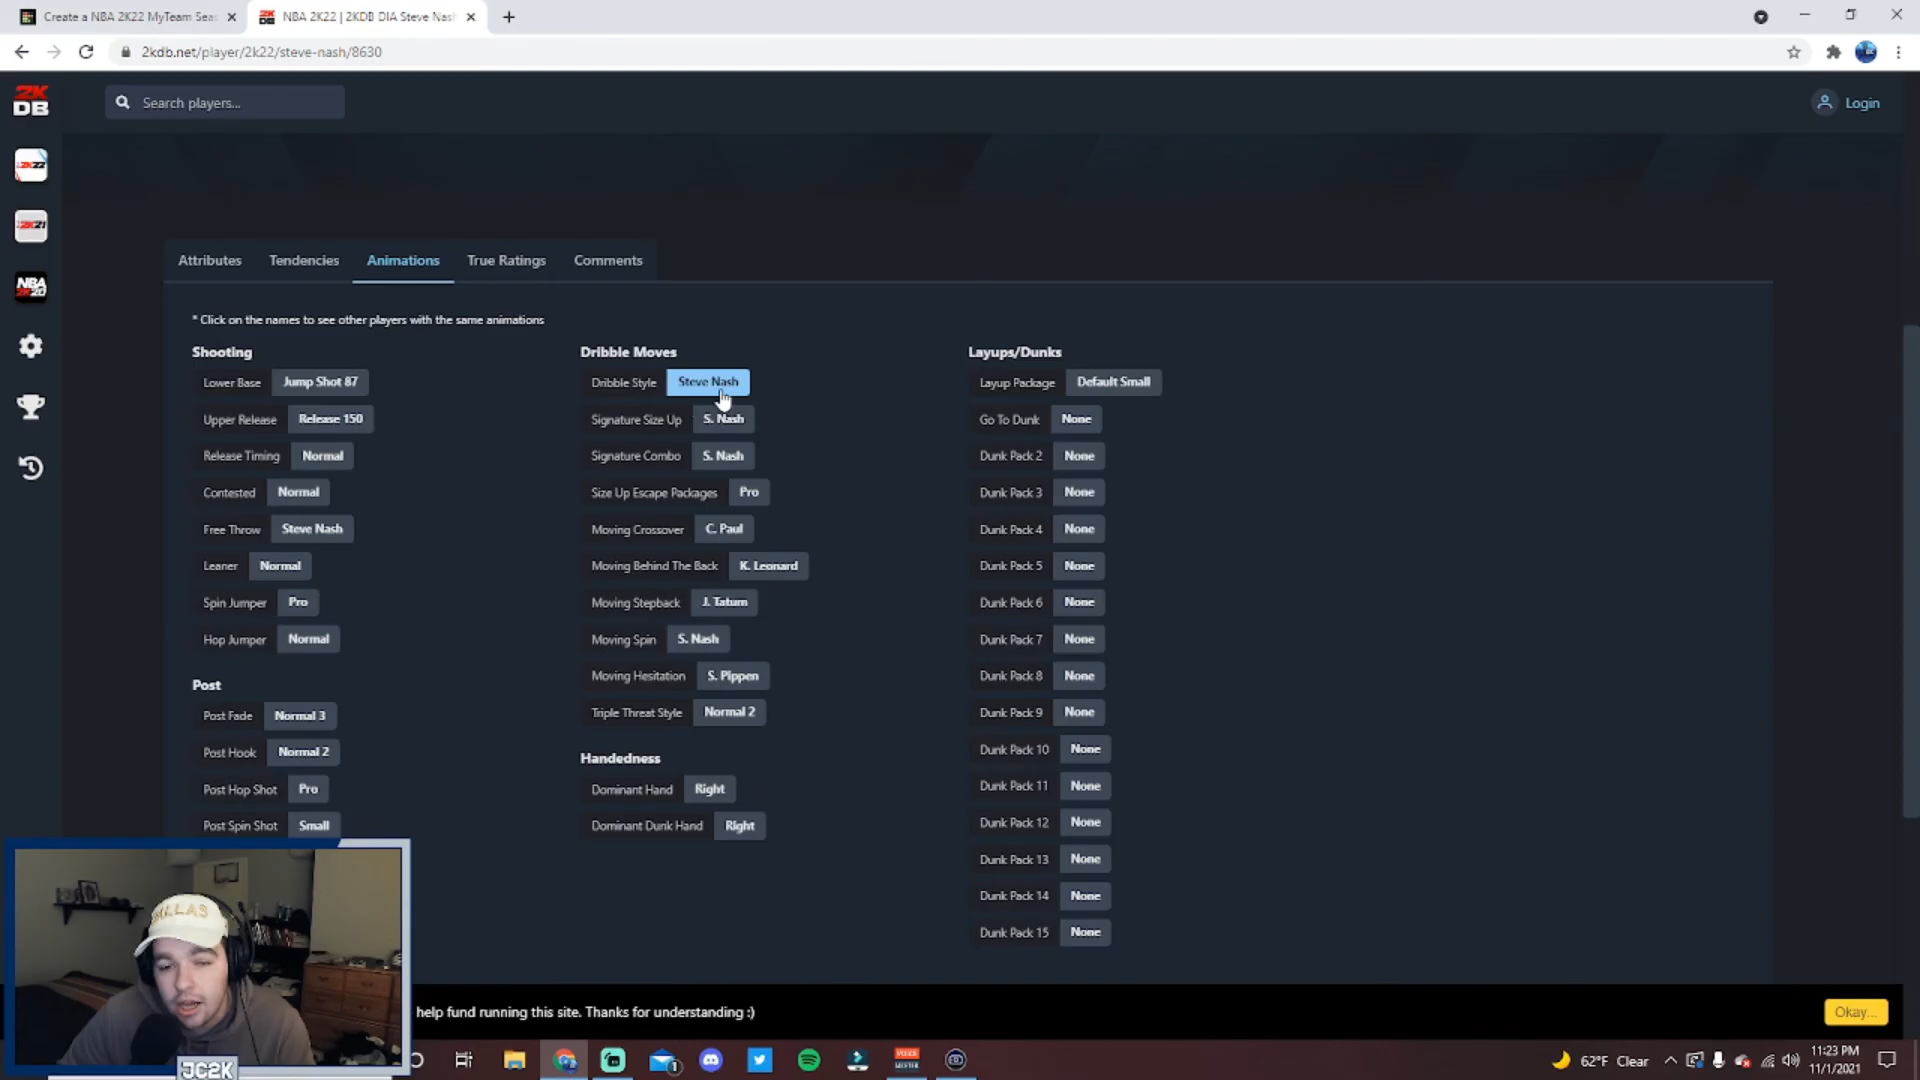 Create a NBA 2K22 MyTeam Sea
NBA 2K22 | 2KDB DIA Steve Nash
2kdb.net/player/2k22/steve-nash/8630
2K DB
Search players...
Login
2K22
2K21
NBA 2K20
Attributes Tendencies Animations True Ratings Comments
* Click on the names to see other players with the same animations
Shooting
Lower Base Jump Shot 87
Upper Release Release 150
Release Timing Normal
Contested Normal
Free Throw Steve Nash
Leaner Normal
Spin Jumper Pro
Hop Jumper Normal
Post
Post Fade Normal 3
Post Hook Normal 2
Post Hop Shot Pro
Post Spin Shot Small
Dribble Moves
Dribble Style Steve Nash
Signature Size Up S. Nash
Signature Combo S. Nash
Size Up Escape Packages Pro
Moving Crossover C. Paul
Moving Behind The Back K. Leonard
Moving Stepback J. Tatum
Moving Spin S. Nash
Moving Hesitation S. Pippen
Triple Threat Style Normal 2
Handedness
Dominant Hand Right
Dominant Dunk Hand Right
Layups/Dunks
Layup Package Default Small
Go To Dunk None
Dunk Pack 2 None
Dunk Pack 3 None
Dunk Pack 4 None
Dunk Pack 5 None
Dunk Pack 6 None
Dunk Pack 7 None
Dunk Pack 8 None
Dunk Pack 9 None
Dunk Pack 10 None
Dunk Pack 11 None
Dunk Pack 12 None
Dunk Pack 13 None
Dunk Pack 14 None
Dunk Pack 15 None
help fund running this site. Thanks for understanding :)
Okay...
JC2K
1
62°F Clear
11:23 PM
11/1/2021